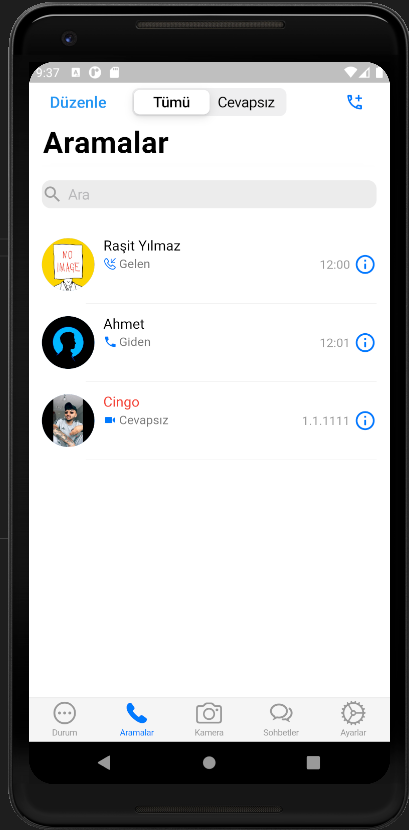 9:37
Düzenle
Tümü
Cevapsız
Aramalar
Ara
NO IMAGE
Raşit Yılmaz
Gelen
12:00
Ahmet
Giden
12:01
Cingo
Cevapsız
1.1.1111
Durum
Aramalar
Kamera
Sohbetler
Ayarlar